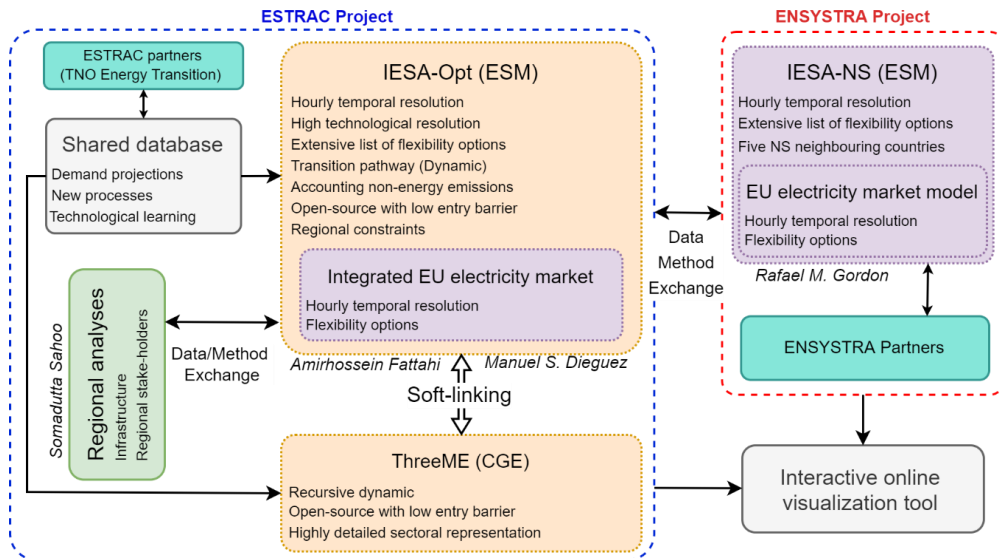 ESTRAC Project
ESTRAC partners
(TNO Energy Transition)
Shared database
Demand projections
New processes
Technological learning
IESA-Opt (ESM)
Hourly temporal resolution
High technological resolution
Extensive list of flexibility options
Transition pathway (Dynamic)
Accounting non-energy emissions
Open-source with low entry barrier
Regional constraints
Integrated EU electricity market
Hourly temporal resolution
Flexibility options
Amirhossein Fattahi
Manuel S. Dieguez
Somadutta Sahoo
Regional analyses
Infrastructure
Regional stake-holders
Data/Method
Exchange
Soft-linking
ThreeME (CGE)
Recursive dynamic
Open-source with low entry barrier
Highly detailed sectoral representation
Data
Method
Exchange
ENSYSTRA Project
IESA-NS (ESM)
Hourly temporal resolution
Extensive list of flexibility options
Five NS neighbouring countries
EU electricity market model
Hourly temporal resolution
Flexibility options
Rafael M. Gordon
ENSYSTRA Partners
Interactive online
visualization tool